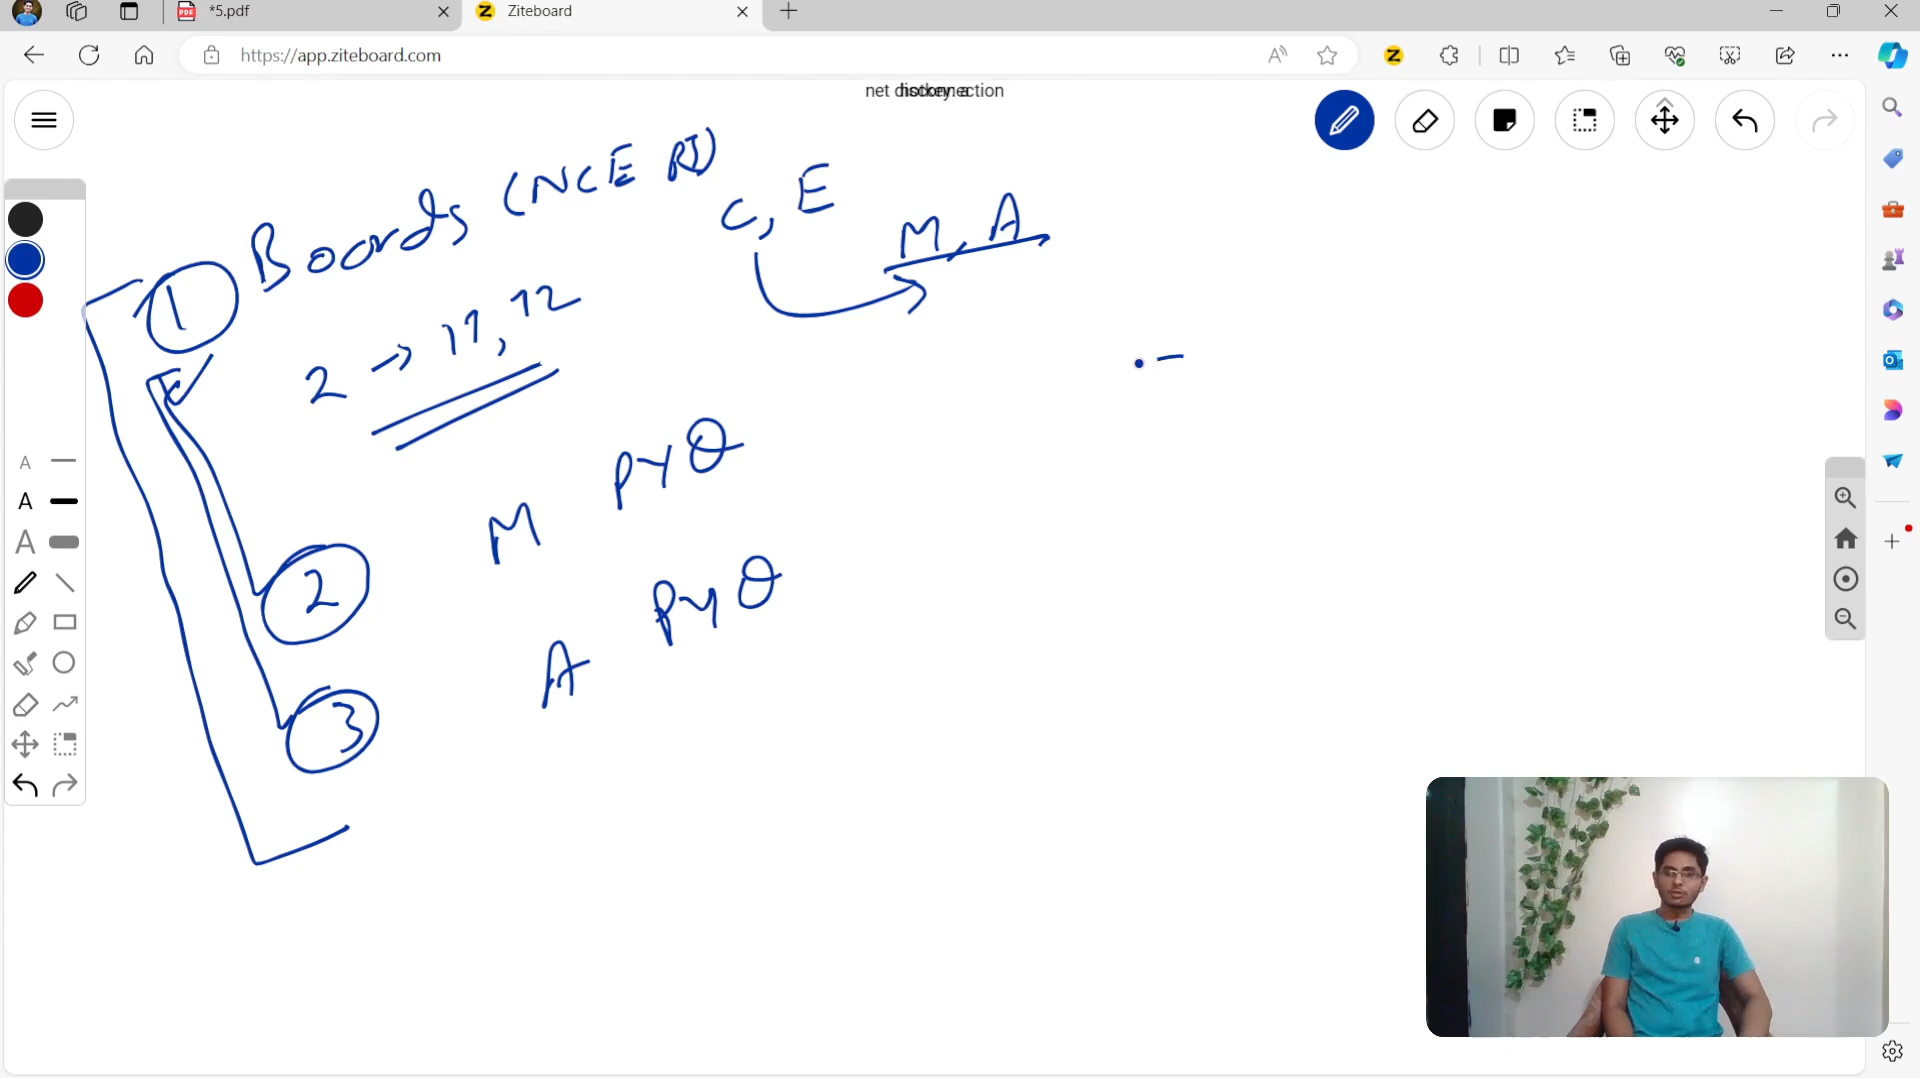 *5.pdf
Ziteboard
https://app.ziteboard.com
1 Boards (NCERT)
C, E
M, A
2 → 11, 12
2 M PYQ
3 A PYQ
A
A
A